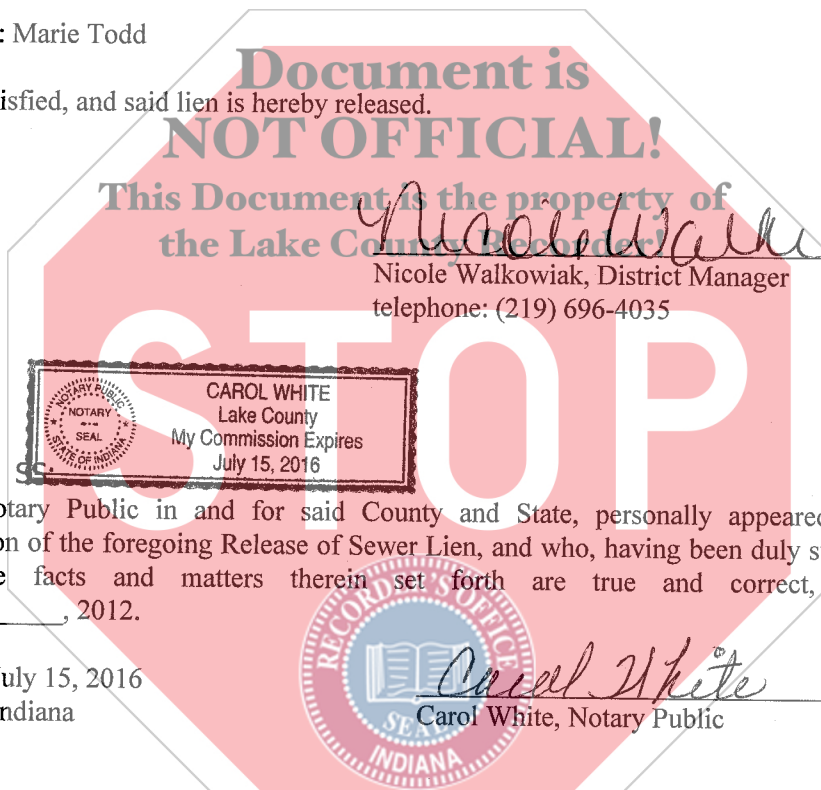 : Marie Todd
Document is
isfied, and said lien is hereby released.
NOT OFFICIAL!
This Document is the property of
the Lake County Recorder!
Nicole Walk
Nicole Walkowiak, District Manager
telephone: (219) 696-4035
STOP
NOTARY PUBLIC
NOTARY
SEAL
STATE OF INDIANA
CAROL WHITE
Lake County
My Commission Expires
July 15, 2016
SS:
otary Public in and for said County and State, personally appeared
on of the foregoing Release of Sewer Lien, and who, having been duly s
e facts and matters therein set forth are true and correct,
, 2012.
RECORDER'S OFFICE
SEAL
INDIANA
uly 15, 2016
ndiana
Carol White
Carol White, Notary Public